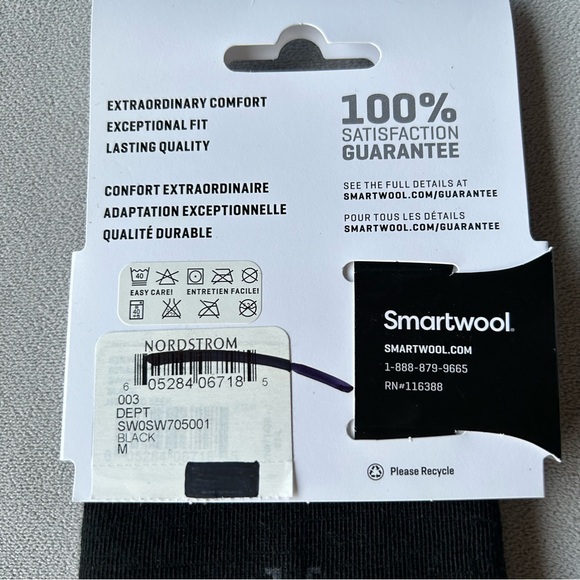 EXTRAORDINARY COMFORT
EXCEPTIONAL FIT
LASTING QUALITY
CONFORT EXTRAORDINAIRE
ADAPTATION EXCEPTIONNELLE
QUALITÉ DURABLE
100%
SATISFACTION
GUARANTEE
SEE THE FULL DETAILS AT
SMARTWOOL.COM/GUARANTEE
POUR TOUS LES DÉTAILS
SMARTWOOL.COM/GUARANTEE
40
EASY CARE! ENTRETIEN FACILE!
40
NORDSTROM
6 05284 06718 5
003
DEPT
SW0SW705001
BLACK
M
Smartwool
SMARTWOOL.COM
1-888-879-9665
RN#116388
Please Recycle